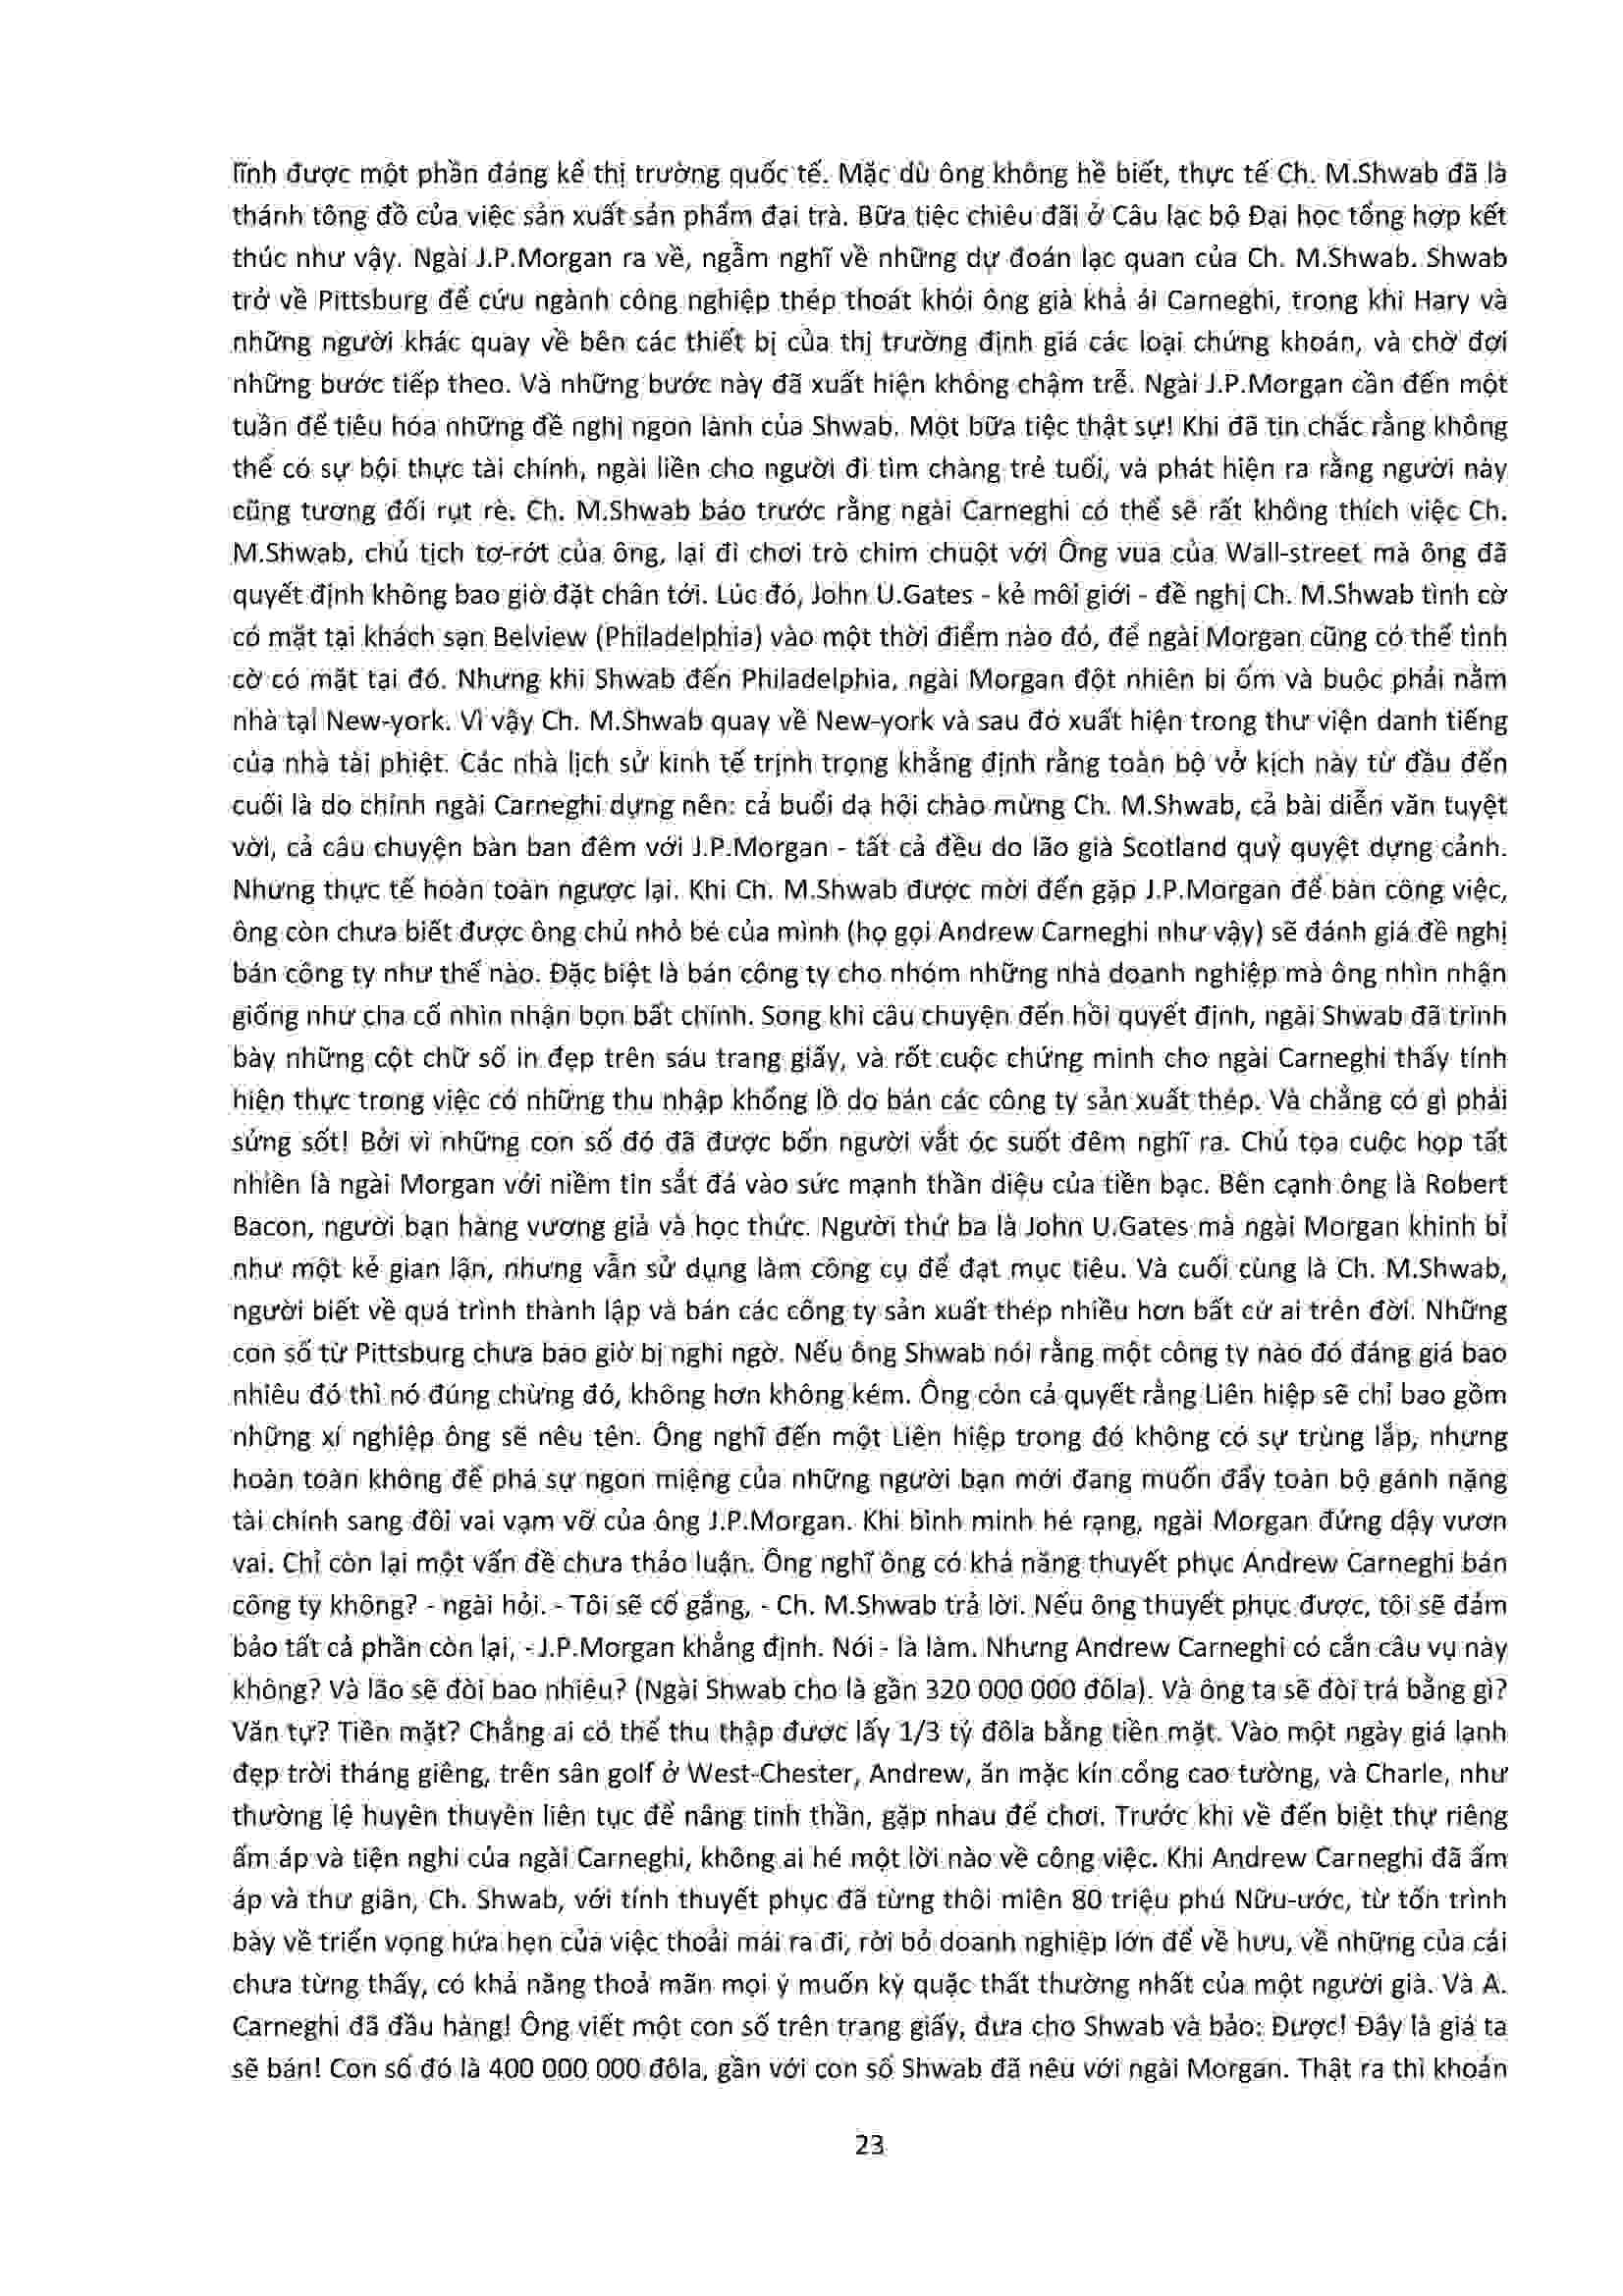 lĩnh được một phần đáng kể thị trường quốc tế. Mặc dù ông không hề biết, thực tế Ch. M.Shwab đã là
thánh tông đồ của việc sản xuất sản phẩm đại trà. Bữa tiệc chiêu đãi ở Câu lạc bộ Đại học tổng hợp kết
thúc như vậy. Ngài J.P.Morgan ra về, ngẫm nghĩ về những dự đoán lạc quan của Ch. M.Shwab. Shwab
trở về Pittsburg để cứu ngành công nghiệp thép thoát khỏi ông già khả ái Carneghi, trong khi Hary và
những người khác quay về bên các thiết bị của thị trường định giá các loại chứng khoán, và chờ đợi
những bước tiếp theo. Và những bước này đã xuất hiện không chậm trễ. Ngài J.P.Morgan cần đến một
tuần để tiêu hóa những đề nghị ngon lành của Shwab. Một bữa tiệc thật sự! Khi đã tin chắc rằng không
thể có sự bội thực tài chính, ngài liền cho người đi tìm chàng trẻ tuổi, và phát hiện ra rằng người này
cũng tương đối rụt rè. Ch. M.Shwab báo trước rằng ngài Carneghi có thể sẽ rất không thích việc Ch.
M.Shwab, chủ tịch tơ-rớt của ông, lại đi chơi trò chim chuột với Ông vua của Wall-street mà ông đã
quyết định không bao giờ đặt chân tới. Lúc đó, John U.Gates - kẻ môi giới - đề nghị Ch. M.Shwab tình cờ
có mặt tại khách sạn Belview (Philadelphia) vào một thời điểm nào đó, để ngài Morgan cũng có thể tình
cờ có mặt tại đó. Nhưng khi Shwab đến Philadelphia, ngài Morgan đột nhiên bị ốm và buộc phải nằm
nhà tại New-york. Vì vậy Ch. M.Shwab quay về New-york và sau đó xuất hiện trong thư viện danh tiếng
của nhà tài phiệt. Các nhà lịch sử kinh tế trịnh trọng khẳng định rằng toàn bộ vở kịch này từ đầu đến
cuối là do chính ngài Carneghi dựng nên: cả buổi dạ hội chào mừng Ch. M.Shwab, cả bài diễn văn tuyệt
vời, cả câu chuyện bàn ban đêm với J.P.Morgan - tất cả đều do lão già Scotland quỷ quyệt dựng cảnh.
Nhưng thực tế hoàn toàn ngược lại. Khi Ch. M.Shwab được mời đến gặp J.P.Morgan để bàn công việc,
ông còn chưa biết được ông chủ nhỏ bé của mình (họ gọi Andrew Carneghi như vậy) sẽ đánh giá đề nghị
bán công ty như thế nào. Đặc biệt là bán công ty cho nhóm những nhà doanh nghiệp mà ông nhìn nhận
giống như cha cố nhìn nhận bọn bất chính. Song khi câu chuyện đến hồi quyết định, ngài Shwab đã trình
bày những cột chữ số in đẹp trên sáu trang giấy, và rốt cuộc chứng minh cho ngài Carneghi thấy tính
hiện thực trong việc có những thu nhập khổng lồ do bán các công ty sản xuất thép. Và chẳng có gì phải
sửng sốt! Bởi vì những con số đó đã được bốn người vắt óc suốt đêm nghĩ ra. Chủ tọa cuộc họp tất
nhiên là ngài Morgan với niềm tin sắt đá vào sức mạnh thần diệu của tiền bạc. Bên cạnh ông là Robert
Bacon, người bạn hàng vương giả và học thức. Người thứ ba là John U.Gates mà ngài Morgan khinh bỉ
như một kẻ gian lận, nhưng vẫn sử dụng làm công cụ để đạt mục tiêu. Và cuối cùng là Ch. M.Shwab,
người biết về quá trình thành lập và bán các công ty sản xuất thép nhiều hơn bất cứ ai trên đời. Những
con số từ Pittsburg chưa bao giờ bị nghi ngờ. Nếu ông Shwab nói rằng một công ty nào đó đáng giá bao
nhiêu đó thì nó đúng chừng đó, không hơn không kém. Ông còn cả quyết rằng Liên hiệp sẽ chỉ bao gồm
những xí nghiệp ông sẽ nêu tên. Ông nghĩ đến một Liên hiệp trong đó không có sự trùng lắp, nhưng
hoàn toàn không để phá sự ngon miệng của những người bạn mới đang muốn đẩy toàn bộ gánh nặng
tài chính sang đôi vai vạm vỡ của ông J.P.Morgan. Khi bình minh hé rạng, ngài Morgan đứng dậy vươn
vai. Chỉ còn lại một vấn đề chưa thảo luận. Ông nghĩ ông có khả năng thuyết phục Andrew Carneghi bán
công ty không? - ngài hỏi. - Tôi sẽ cố gắng, - Ch. M.Shwab trả lời. Nếu ông thuyết phục được, tôi sẽ đảm
bảo tất cả phần còn lại, - J.P.Morgan khẳng định. Nói - là làm. Nhưng Andrew Carneghi có cắn câu vụ này
không? Và lão sẽ đòi bao nhiêu? (Ngài Shwab cho là gần 320 000 000 đôla). Và ông ta sẽ đòi trả bằng gì?
Văn tự? Tiền mặt? Chẳng ai có thể thu thập được lấy 1/3 tỷ đôla bằng tiền mặt. Vào một ngày giá lạnh
đẹp trời tháng giêng, trên sân golf ở West-Chester, Andrew, ăn mặc kín cổng cao tường, và Charle, như
thường lệ huyên thuyên liên tục để nâng tinh thần, gặp nhau để chơi. Trước khi về đến biệt thự riêng
ấm áp và tiện nghi của ngài Carneghi, không ai hé một lời nào về công việc. Khi Andrew Carneghi đã ấm
áp và thư giãn, Ch. Shwab, với tính thuyết phục đã từng thôi miên 80 triệu phú Nữu-ước, từ tốn trình
bày về triển vọng hứa hẹn của việc thoải mái ra đi, rời bỏ doanh nghiệp lớn để về hưu, về những của cải
chưa từng thấy, có khả năng thoả mãn mọi ý muốn kỳ quặc thất thường nhất của một người già. Và A.
Carneghi đã đầu hàng! Ông viết một con số trên trang giấy, đưa cho Shwab và bảo: Được! Đây là giá ta
sẽ bán! Con số đó là 400 000 000 đôla, gần với con số Shwab đã nêu với ngài Morgan. Thật ra thì khoản
23